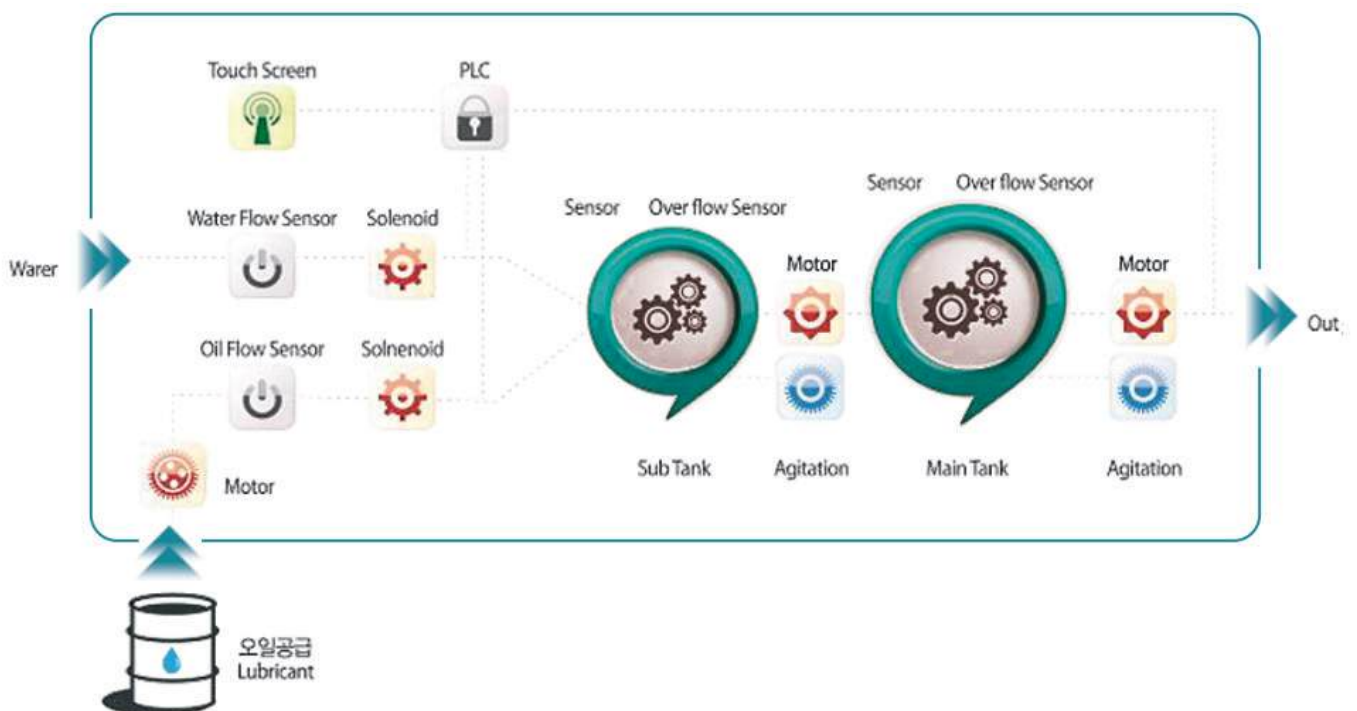 Touch Screen
PLC
Sensor
Over flow Sensor
Sensor
Over flow Sensor
Water Flow Sensor
Solenoid
Motor
Motor
Warer
Out
Oil Flow Sensor
Solnenoid
Sub Tank
Agitation
Main Tank
Agitation
Motor
오일공급
Lubricant